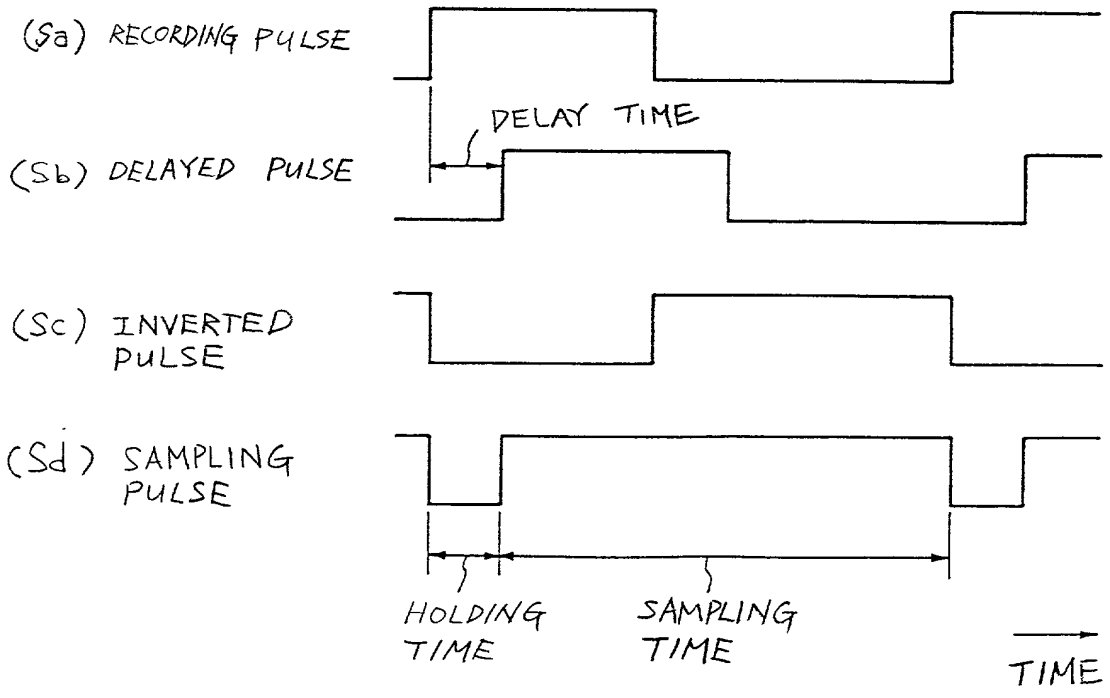 (Sa) RECORDING PULSE
DELAY TIME
(Sb) DELAYED PULSE
(Sc) INVERTED
PULSE
(Sd) SAMPLING
PULSE
HOLDING
TIME
SAMPLING
TIME
TIME